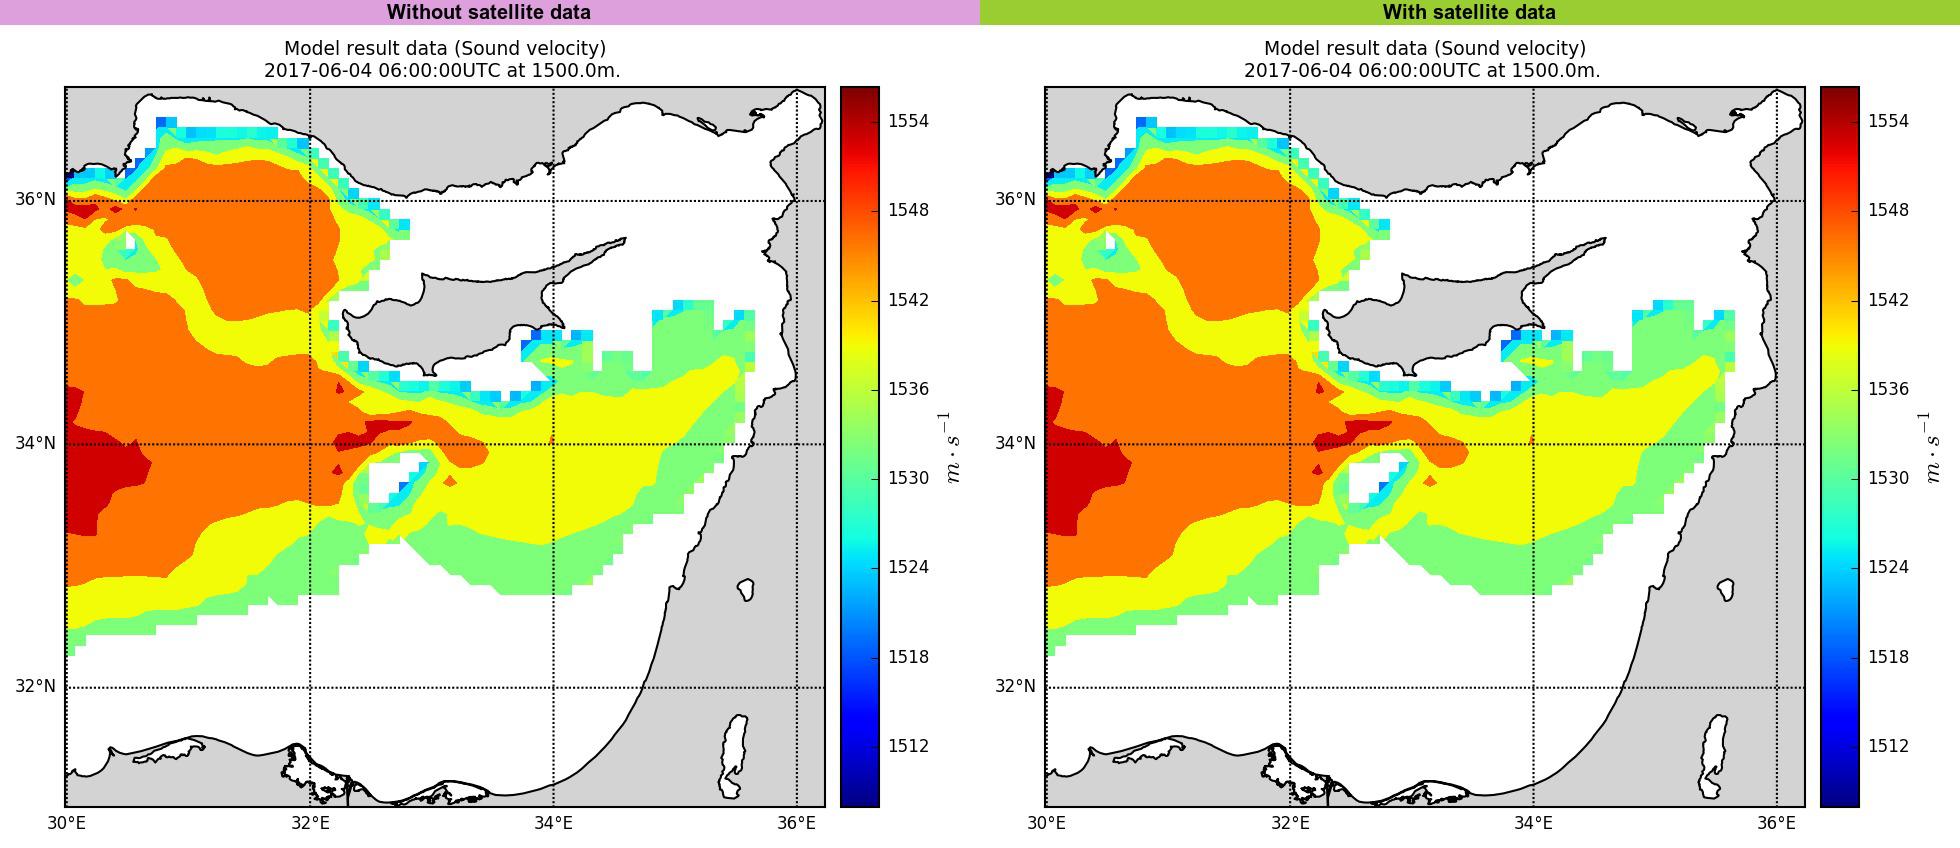 Without satellite data
Model result data (Sound velocity)
2017-06-04 06:00:00UTC at 1500.0m.
36°N
34°N
32°N
30°E 32°E 34°E 36°E
1554
1548
1542
1536
1530
1524
1518
1512
m · s⁻¹
With satellite data
Model result data (Sound velocity)
2017-06-04 06:00:00UTC at 1500.0m.
36°N
34°N
32°N
30°E 32°E 34°E 36°E
1554
1548
1542
1536
1530
1524
1518
1512
m · s⁻¹